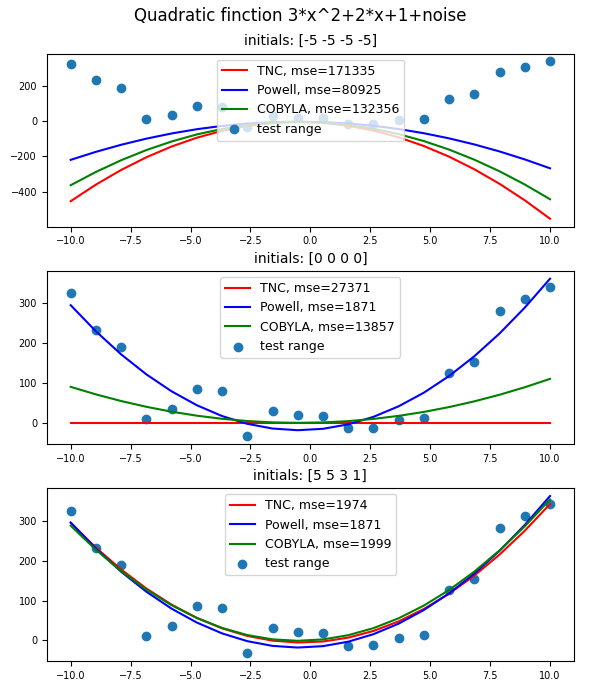 Quadratic finction 3*x^2+2*x+1+noise
initials: [-5 -5 -5 -5]
TNC, mse=171335
Powell, mse=80925
COBYLA, mse=132356
test range
200
0
−200
−400
−10.0 −7.5 −5.0 −2.5 0.0 2.5 5.0 7.5 10.0
initials: [0 0 0 0]
TNC, mse=27371
Powell, mse=1871
COBYLA, mse=13857
test range
300
200
100
0
−10.0 −7.5 −5.0 −2.5 0.0 2.5 5.0 7.5 10.0
initials: [5 5 3 1]
TNC, mse=1974
Powell, mse=1871
COBYLA, mse=1999
test range
300
200
100
0
−10.0 −7.5 −5.0 −2.5 0.0 2.5 5.0 7.5 10.0